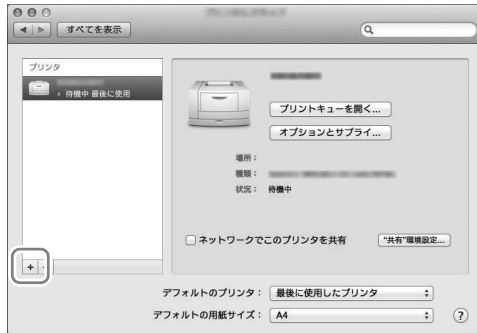 すべてを表示
プリンタ
待機中 最後に使用
プリントキューを開く...
オプションとサプライ...
場所：
種類：
状況： 待機中
ネットワークでこのプリンタを共有
"共有"環境設定...
+
デフォルトのプリンタ： 最後に使用したプリンタ
デフォルトの用紙サイズ： A4
?